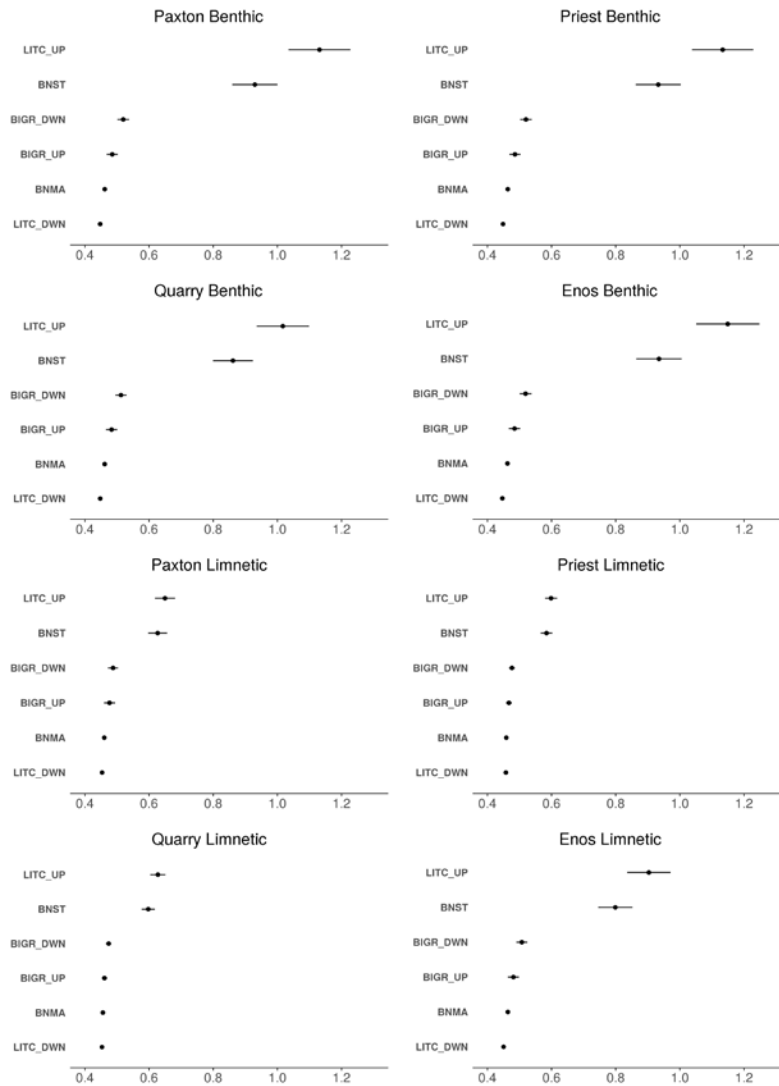 Paxton Benthic
LITC_UP
BNST
BIGR_DWN
BIGR_UP
BNMA
LITC_DWN
0.4 0.6 0.8 1.0 1.2
Priest Benthic
LITC_UP
BNST
BIGR_DWN
BIGR_UP
BNMA
LITC_DWN
0.4 0.6 0.8 1.0 1.2
Quarry Benthic
LITC_UP
BNST
BIGR_DWN
BIGR_UP
BNMA
LITC_DWN
0.4 0.6 0.8 1.0 1.2
Enos Benthic
LITC_UP
BNST
BIGR_DWN
BIGR_UP
BNMA
LITC_DWN
0.4 0.6 0.8 1.0 1.2
Paxton Limnetic
LITC_UP
BNST
BIGR_DWN
BIGR_UP
BNMA
LITC_DWN
0.4 0.6 0.8 1.0 1.2
Priest Limnetic
LITC_UP
BNST
BIGR_DWN
BIGR_UP
BNMA
LITC_DWN
0.4 0.6 0.8 1.0 1.2
Quarry Limnetic
LITC_UP
BNST
BIGR_DWN
BIGR_UP
BNMA
LITC_DWN
0.4 0.6 0.8 1.0 1.2
Enos Limnetic
LITC_UP
BNST
BIGR_DWN
BIGR_UP
BNMA
LITC_DWN
0.4 0.6 0.8 1.0 1.2